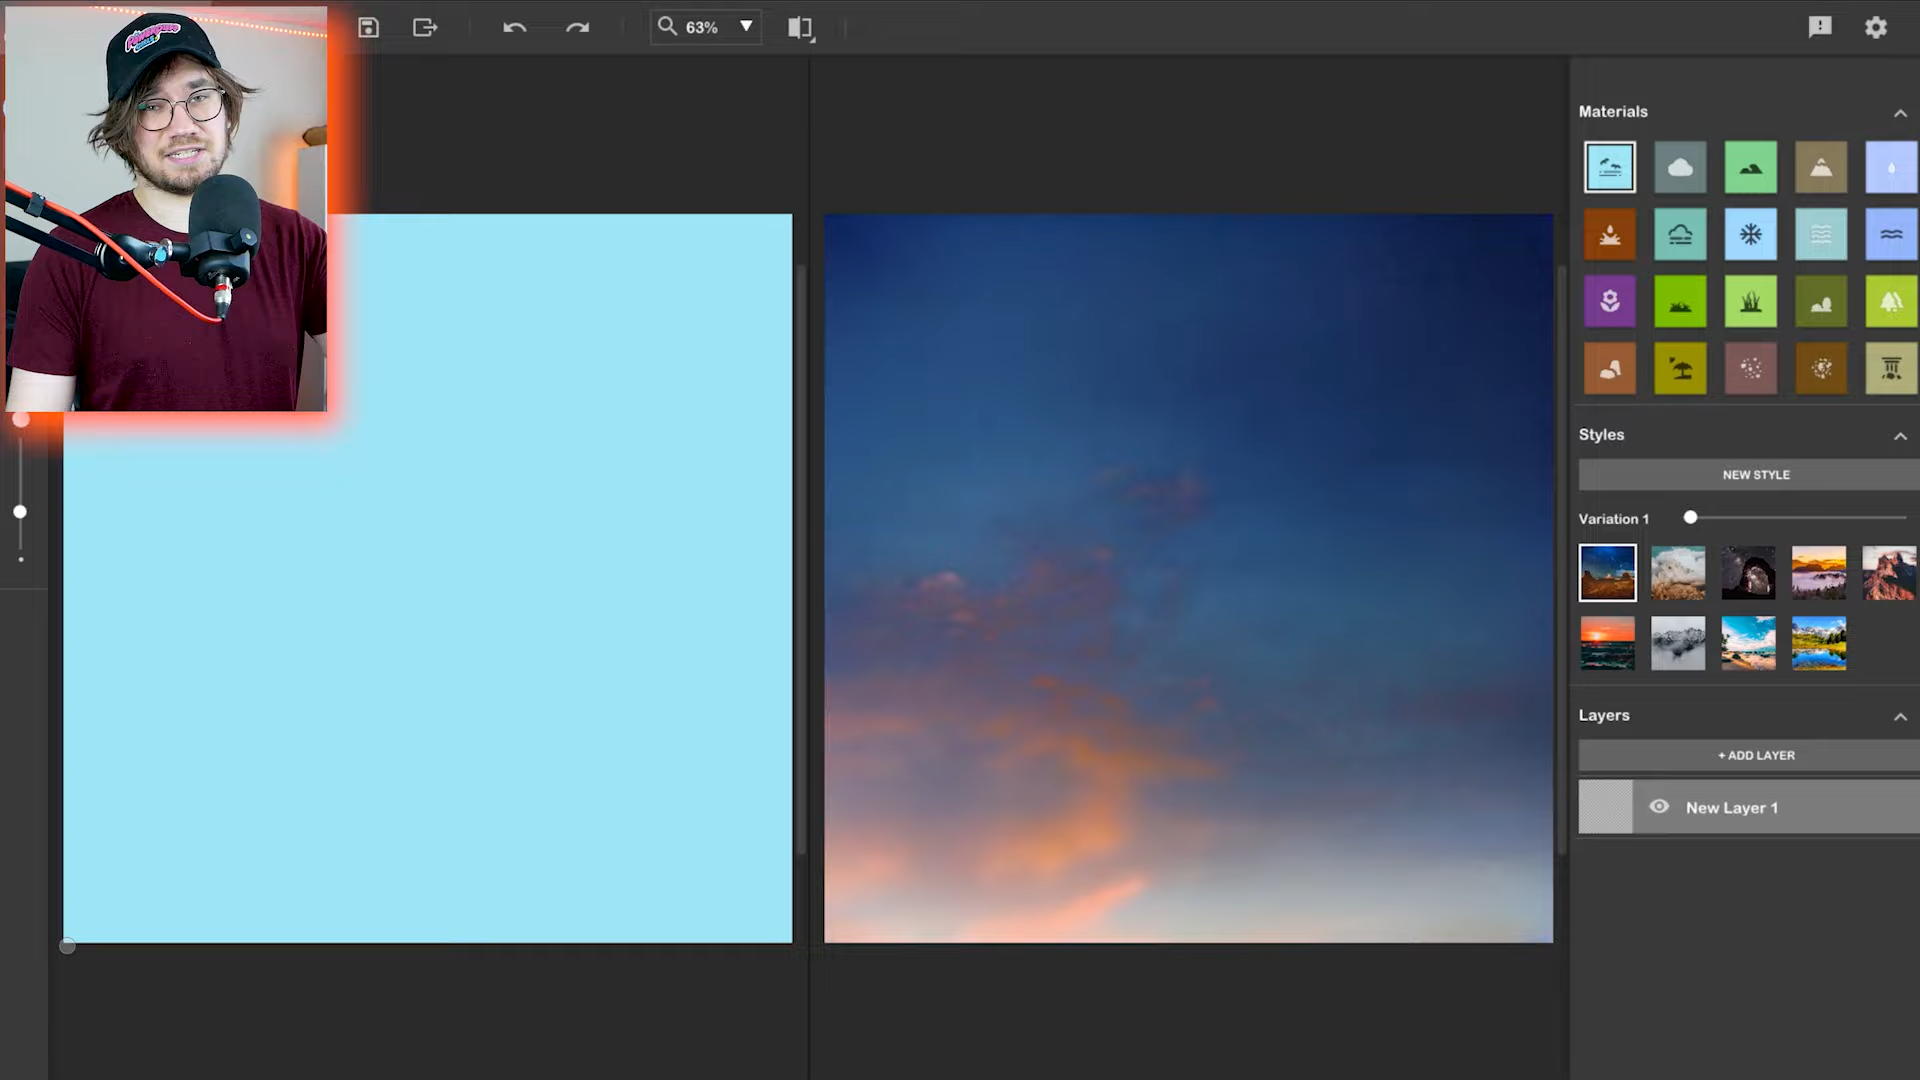 63%
Materials
Styles
NEW STYLE
Variation 1
Layers
+ ADD LAYER
New Layer 1